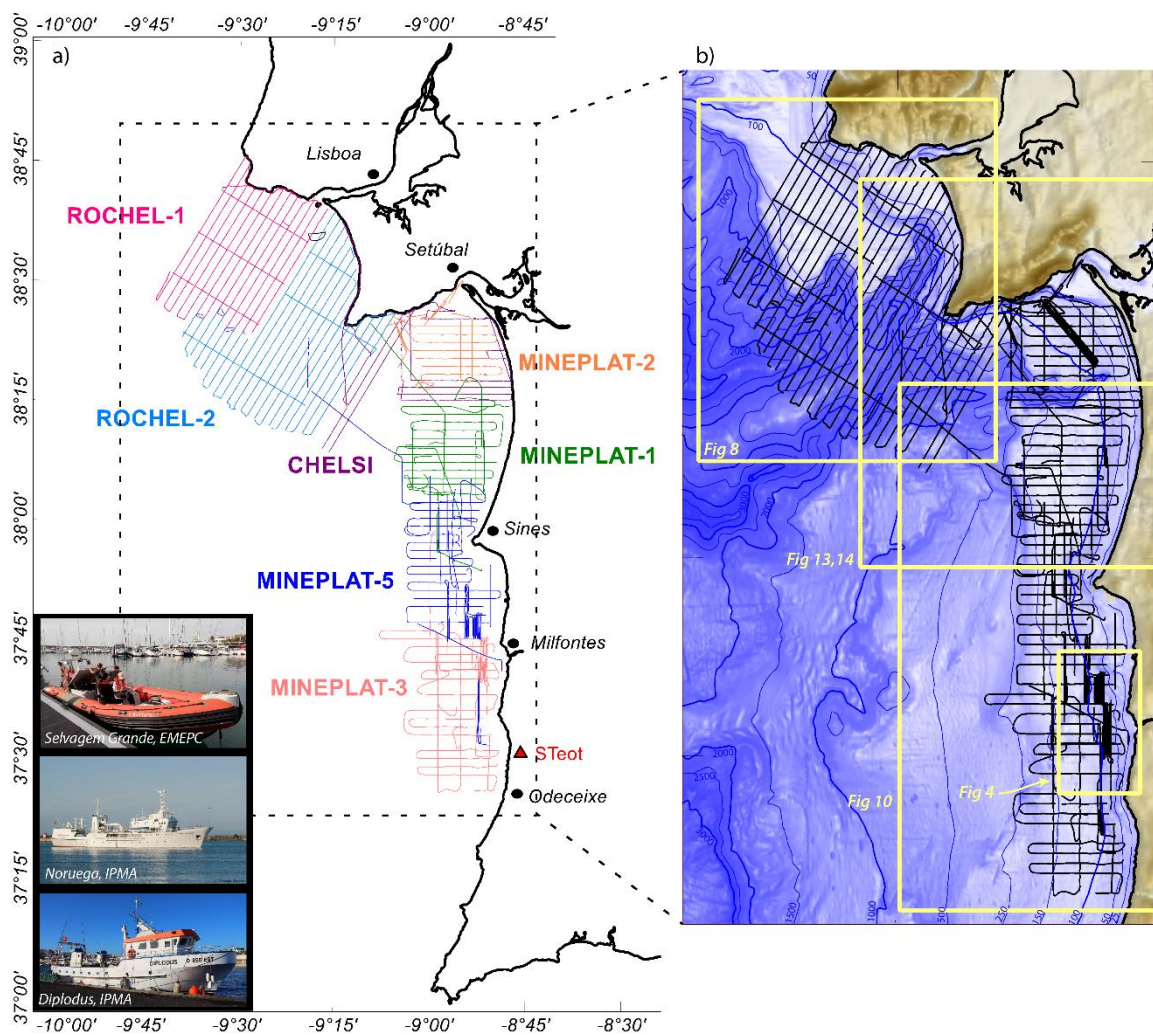 -10°00' -9°45' -9°30' -9°15' -9°00' -8°45'
39°00'
38°45'
38°30'
38°15'
38°00'
37°45'
37°30'
37°15'
37°00'
a)
Lisboa
ROCHEL-1
Setúbal
MINEPLAT-2
ROCHEL-2
CHELSI
MINEPLAT-1
Sines
MINEPLAT-5
Milfontes
MINEPLAT-3
STeot
Odeceixe
Selvagem Grande, EMEPC
Noruega, IPMA
DIPLODUS
Diplodus, IPMA
-10°00' -9°45' -9°30' -9°15' -9°00' -8°45' -8°30'
b)
50
100
1000
2000
Fig 8
2000
Fig 13,14
Fig 10
Fig 4
2500
3000
1500
1000
500
250
150
100
50
25